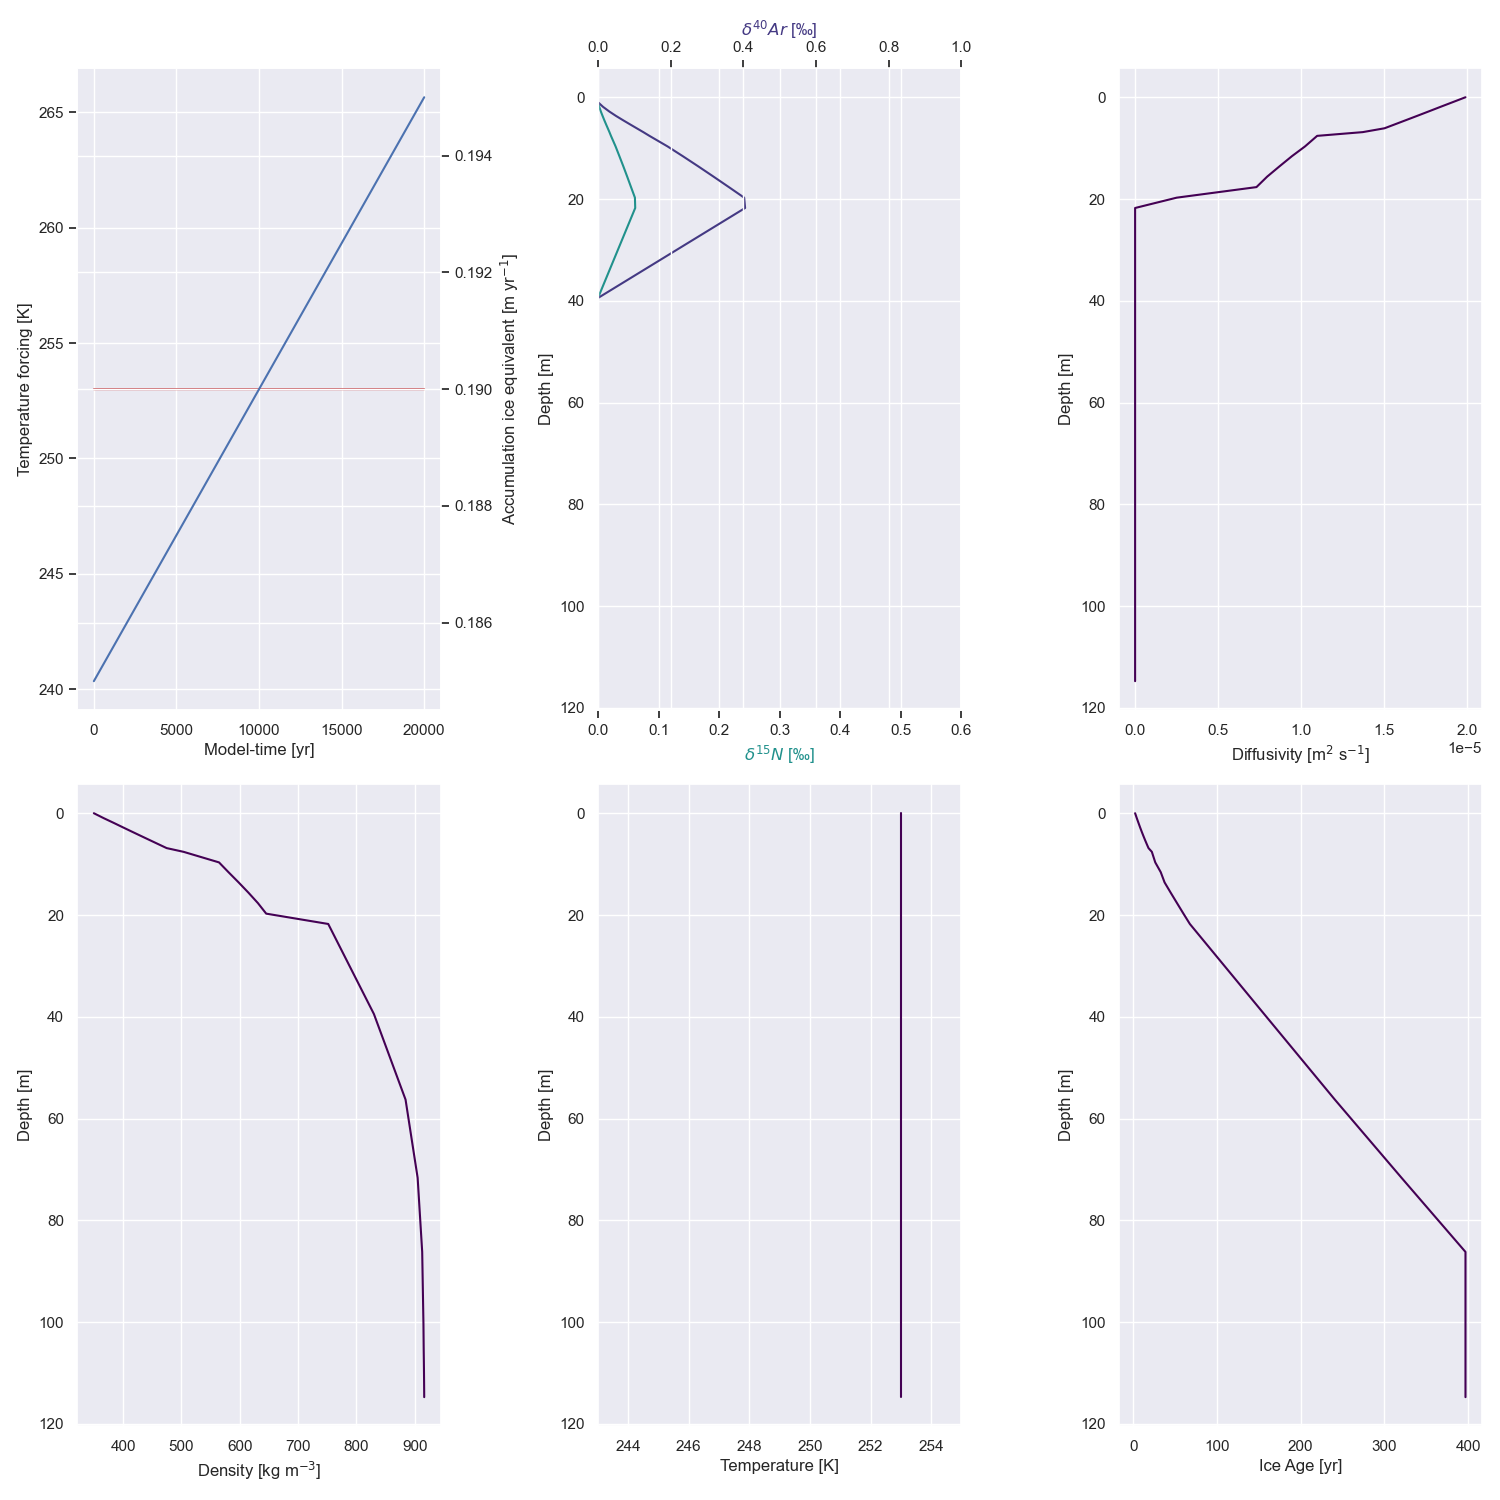 Temperature forcing [K]
265
260
255
250
245
240
0 5000 10000 15000 20000
Model-time [yr]
0.194
0.192
0.190
0.188
0.186
Accumulation ice equivalent [m yr⁻¹]
δ⁴⁰Ar [‰]
0.0 0.2 0.4 0.6 0.8 1.0
Depth [m]
0
20
40
60
80
100
120
0.0 0.1 0.2 0.3 0.4 0.5 0.6
δ¹⁵N [‰]
Depth [m]
0
20
40
60
80
100
120
0.0 0.5 1.0 1.5 2.0
1e−5
Diffusivity [m² s⁻¹]
Depth [m]
0
20
40
60
80
100
120
400 500 600 700 800 900
Density [kg m⁻³]
Depth [m]
0
20
40
60
80
100
120
244 246 248 250 252 254
Temperature [K]
Depth [m]
0
20
40
60
80
100
120
0 100 200 300 400
Ice Age [yr]